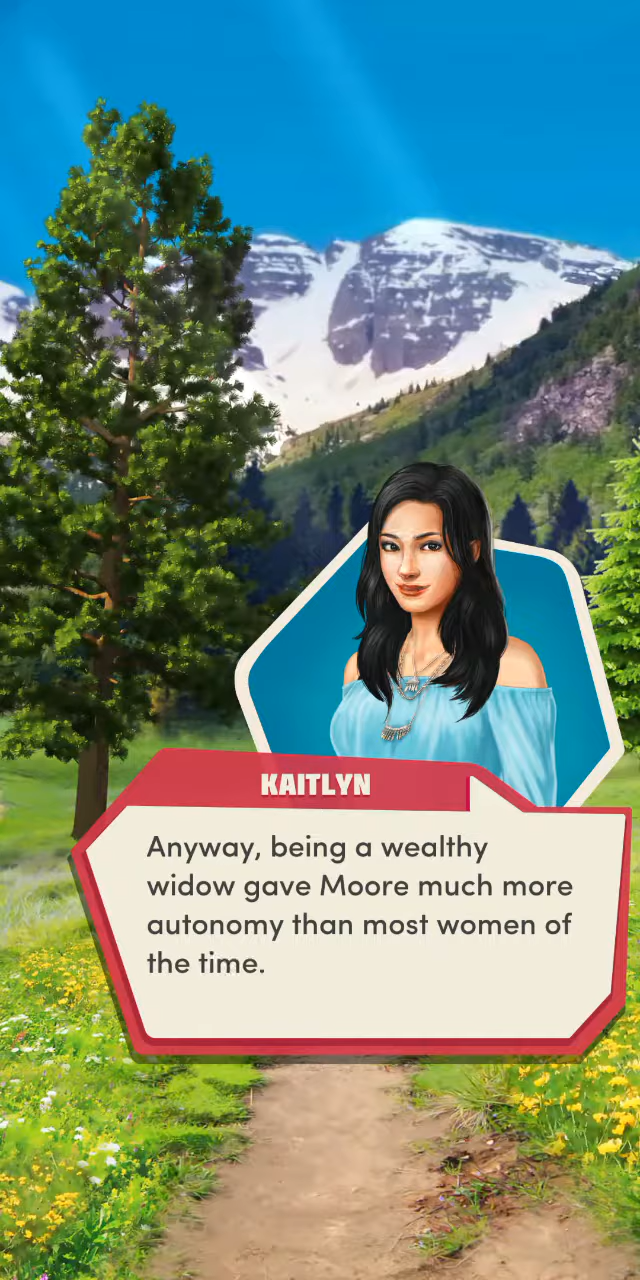 KAITLYN
Anyway, being a wealthy
widow gave Moore much more
autonomy than most women of
the time.